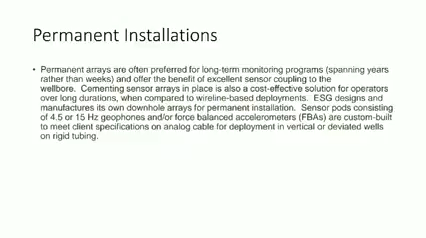 Permanent Installations
• Permanent arrays are often preferred for long-term monitoring programs (spanning years
rather than weeks) and offer the benefit of excellent sensor coupling to the
wellbore.  Cementing sensor arrays in place is also a cost-effective solution for operators
over long durations, when compared to wireline-based deployments.  ESG designs and
manufactures its own downhole arrays for permanent installation.  Sensor pods consisting
of 4.5 or 15 Hz geophones and/or force balanced accelerometers (FBAs) are custom-built
to meet client specifications on analog cable for deployment in vertical or deviated wells
on rigid tubing.